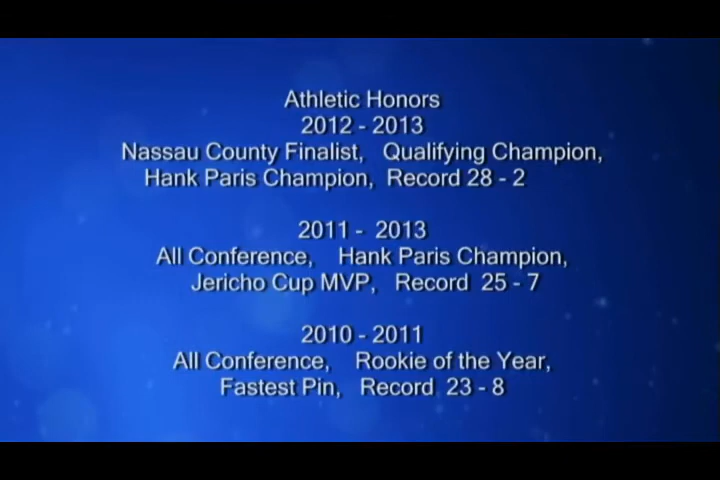 Athletic Honors
2012 - 2013
Nassau County Finalist, Qualifying Champion,
Hank Paris Champion, Record 28 - 2
2011 - 2013
All Conference, Hank Paris Champion,
Jericho Cup MVP, Record 25 - 7
2010 - 2011
All Conference, Rookie of the Year,
Fastest Pin, Record 23 - 8